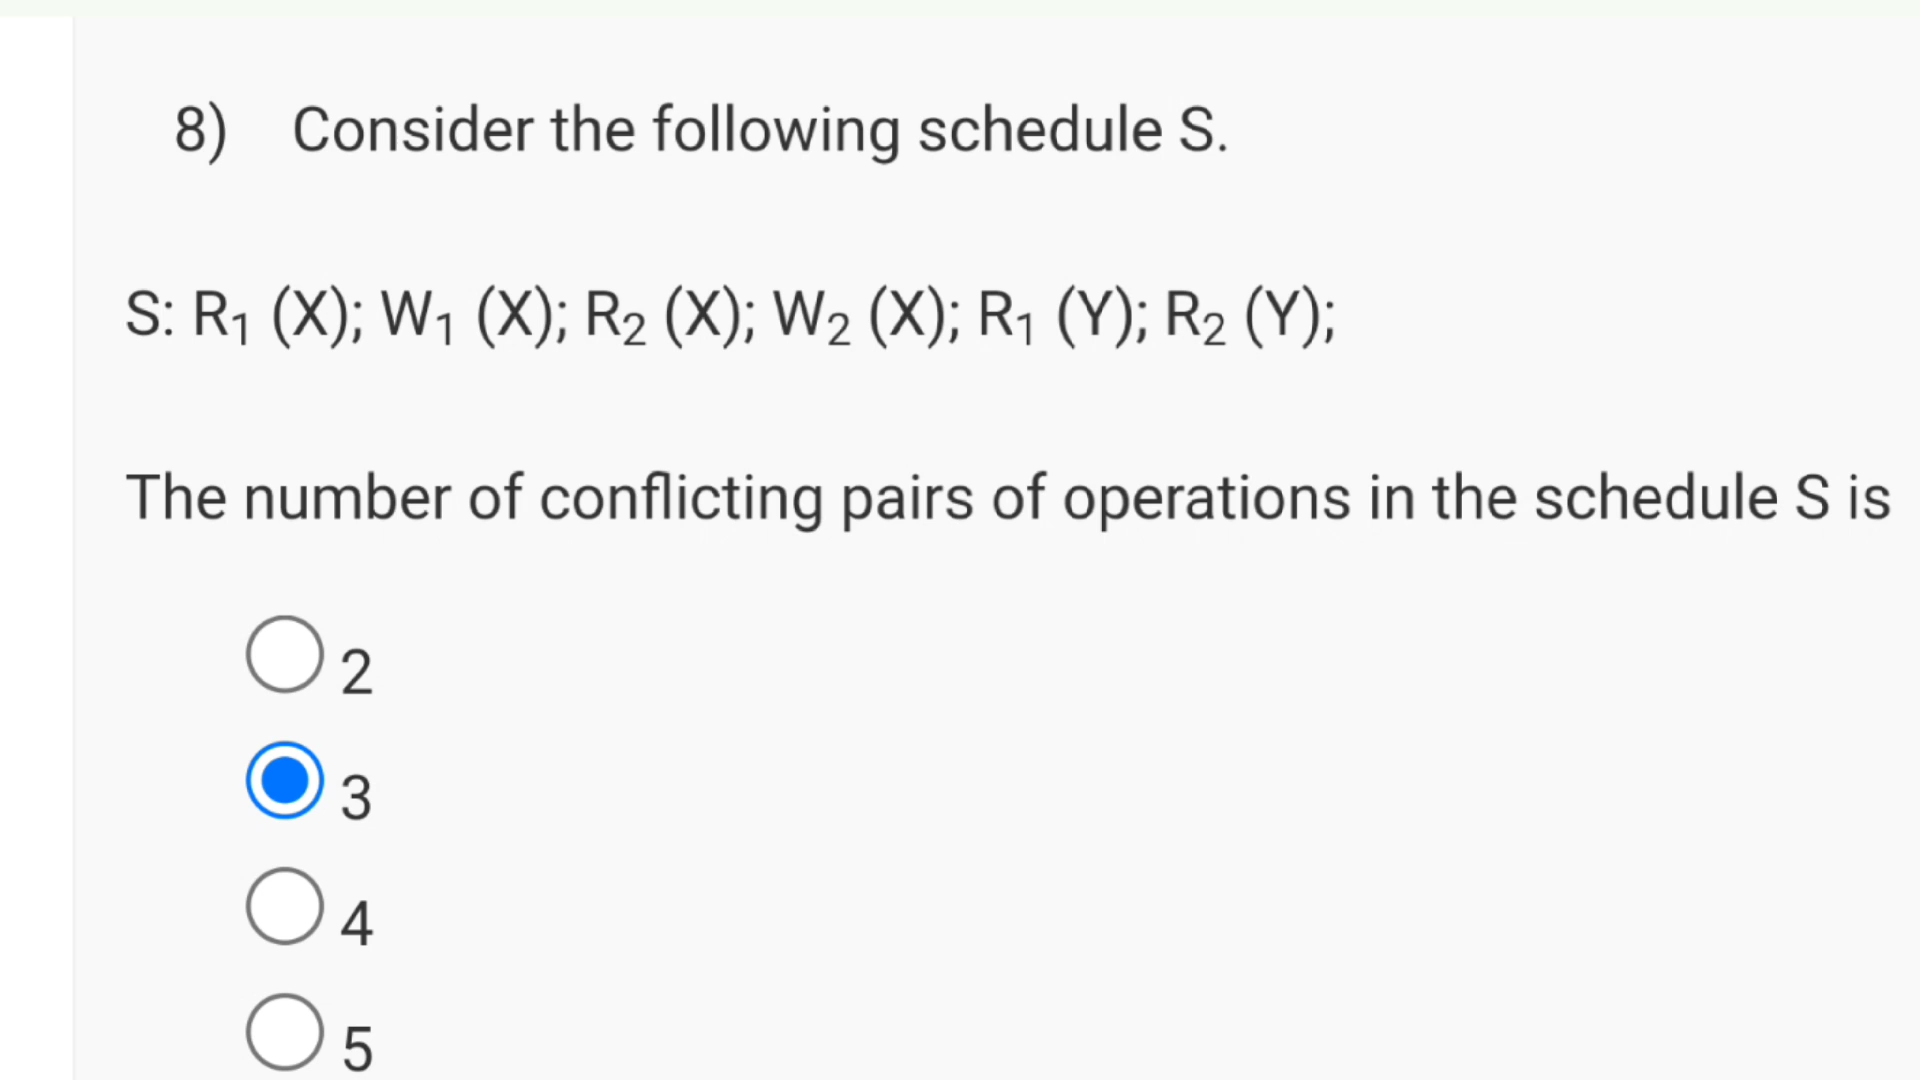 8) Consider the following schedule S.
S: R₁ (X); W₁ (X); R₂ (X); W₂ (X); R₁ (Y); R₂ (Y);
The number of conflicting pairs of operations in the schedule S is
2
3
4
5